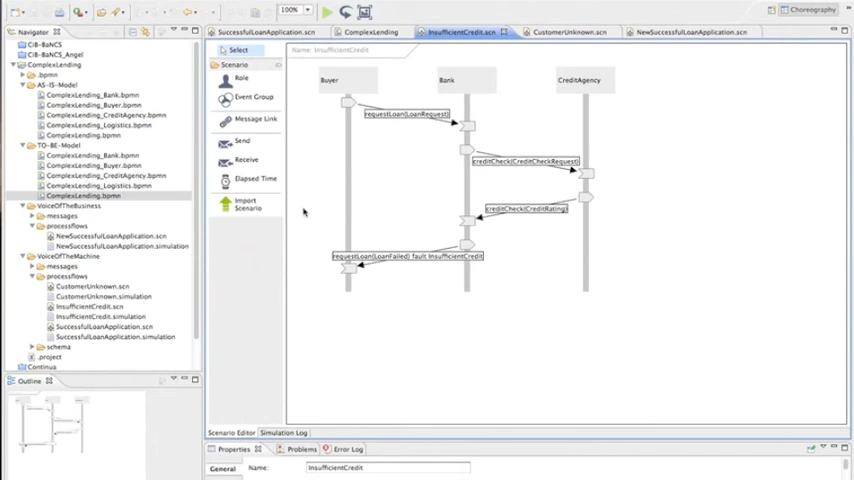 100%
Choreography
Navigator
CiB-BaNCS
CiB-BaNCS_Angel
ComplexLending
.bpmn
AS-IS-Model
ComplexLending_Bank.bpmn
ComplexLending_Buyer.bpmn
ComplexLending_CreditAgency.bpmn
ComplexLending_Logistics.bpmn
ComplexLending.bpmn
TO-BE-Model
ComplexLending_Bank.bpmn
ComplexLending_Buyer.bpmn
ComplexLending_CreditAgency.bpmn
ComplexLending_Logistics.bpmn
ComplexLending.bpmn
VoiceOfTheBusiness
messages
processflows
NewSuccessfulLoanApplication.scn
NewSuccessfulLoanApplication.simulation
VoiceOfTheMachine
messages
processflows
CustomerUnknown.scn
CustomerUnknown.simulation
InsufficientCredit.scn
InsufficientCredit.simulation
SuccessfulLoanApplication.scn
SuccessfulLoanApplication.simulation
schema
.project
Continua
Outline
SuccessfulLoanApplication.scn
ComplexLending
InsufficientCredit.scn
CustomerUnknown.scn
NewSuccessfulLoanApplication.scn
Select
Scenario
Role
Event Group
Message Link
Send
Receive
Elapsed Time
Import
Scenario
Name: InsufficientCredit
Buyer
Bank
CreditAgency
requestLoan(LoanRequest)
creditCheck(CreditCheckRequest)
creditCheck(CreditRating)
requestLoan(LoanFailed) fault InsufficientCredit
Scenario Editor
Simulation Log
Properties
Problems
Error Log
General
Name:
InsufficientCredit